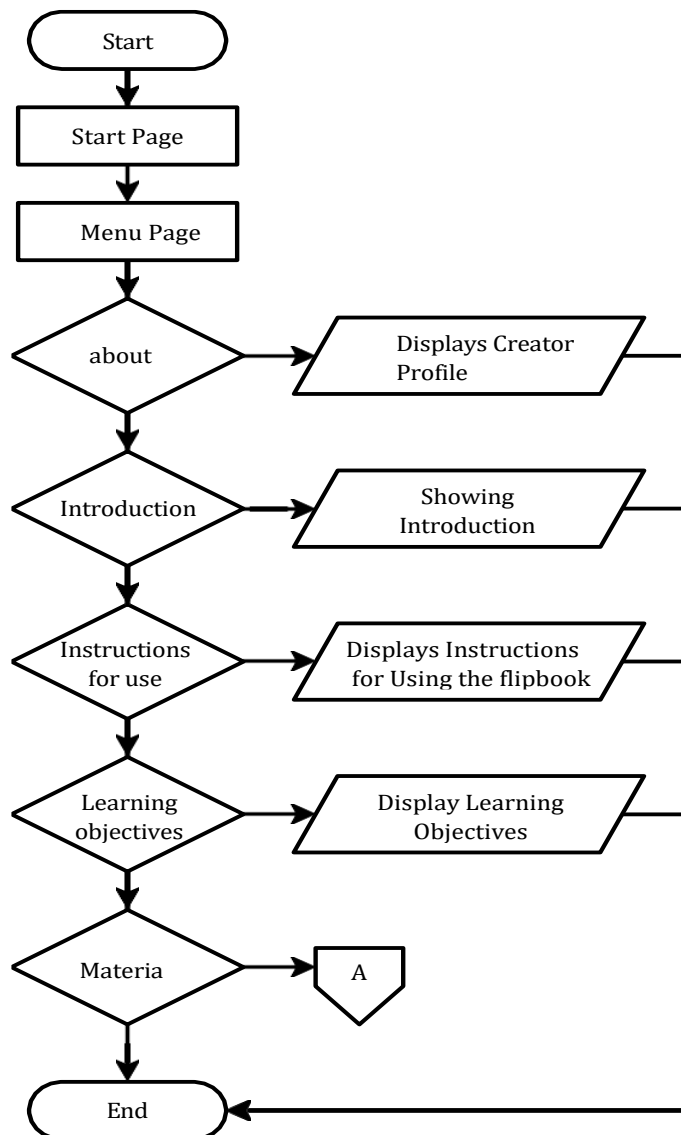 Start
Start Page
Menu Page
about
Displays Creator
Profile
Introduction
Showing
Introduction
Instructions
for use
Displays Instructions
for Using the flipbook
Learning
objectives
Display Learning
Objectives
Materia
A
End